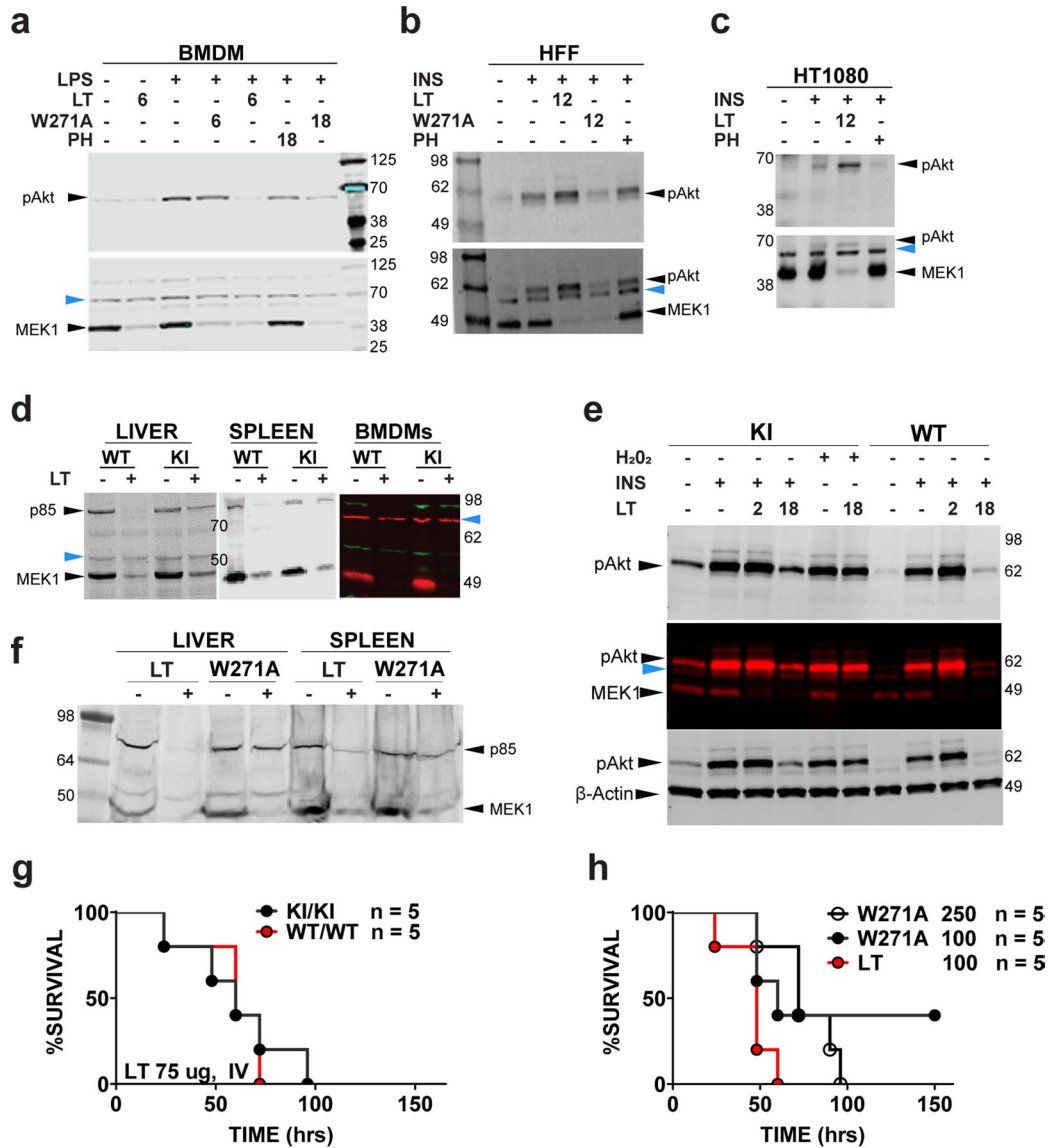 a
BMDM
LPS - - + + + + +
LT - 6 - - 6 - -
W271A - - - 6 - - 18
PH - - - - - 18 -
pAkt
125
70
38
25
125
70
MEK1
38
25
b
HFF
INS - + + + +
LT - - 12 - -
W271A - - - 12 -
PH - - - - +
98
62
pAkt
49
98
pAkt
62
49
MEK1
c
HT1080
INS - + + +
LT - - 12 -
PH - - - +
70
pAkt
38
70
pAkt
MEK1
38
d
LIVER SPLEEN BMDMs
WT KI WT KI WT KI
LT - + - + - + - + - + - +
p85
70
98
62
50
MEK1
49
e
KI WT
H₂0₂ - - - - + + - - - -
INS - + + + - - - + + +
LT - - 2 18 - 18 - - 2 18
98
pAkt
62
pAkt
62
MEK1
49
pAkt
62
β-Actin
49
f
LIVER SPLEEN
LT W271A LT W271A
- + - + - + - +
98
p85
64
50
MEK1
g
%SURVIVAL
100
50
0
KI/KI n = 5
WT/WT n = 5
LT 75 ug, IV
0 50 100 150
TIME (hrs)
h
%SURVIVAL
100
50
0
W271A 250 n = 5
W271A 100 n = 5
LT 100 n = 5
0 50 100 150
TIME (hrs)